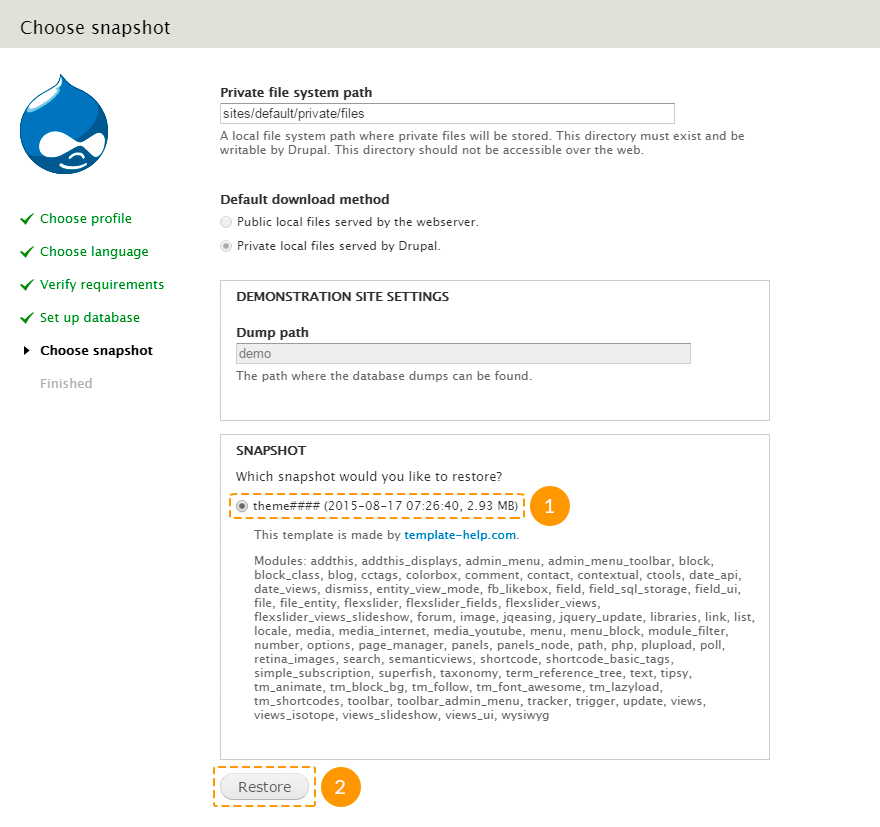 Choose snapshot
Choose profile
Choose language
Verify requirements
Set up database
Choose snapshot
Finished
Private file system path
sites/default/private/files
A local file system path where private files will be stored. This directory must exist and be
writable by Drupal. This directory should not be accessible over the web.
Default download method
Public local files served by the webserver.
Private local files served by Drupal.
DEMONSTRATION SITE SETTINGS
Dump path
demo
The path where the database dumps can be found.
SNAPSHOT
Which snapshot would you like to restore?
theme#### (2015-08-17 07:26:40, 2.93 MB)
1
This template is made by template-help.com.
Modules: addthis, addthis_displays, admin_menu, admin_menu_toolbar, block,
block_class, blog, cctags, colorbox, comment, contact, contextual, ctools, date_api,
date_views, dismiss, entity_view_mode, fb_likebox, field, field_sql_storage, field_ui,
file, file_entity, flexslider, flexslider_fields, flexslider_views,
flexslider_views_slideshow, forum, image, jqeasing, jquery_update, libraries, link, list,
locale, media, media_internet, media_youtube, menu, menu_block, module_filter,
number, options, page_manager, panels, panels_node, path, php, plupload, poll,
retina_images, search, semanticviews, shortcode, shortcode_basic_tags,
simple_subscription, superfish, taxonomy, term_reference_tree, text, tipsy,
tm_animate, tm_block_bg, tm_follow, tm_font_awesome, tm_lazyload,
tm_shortcodes, toolbar, toolbar_admin_menu, tracker, trigger, update, views,
views_isotope, views_slideshow, views_ui, wysiwyg
Restore
2